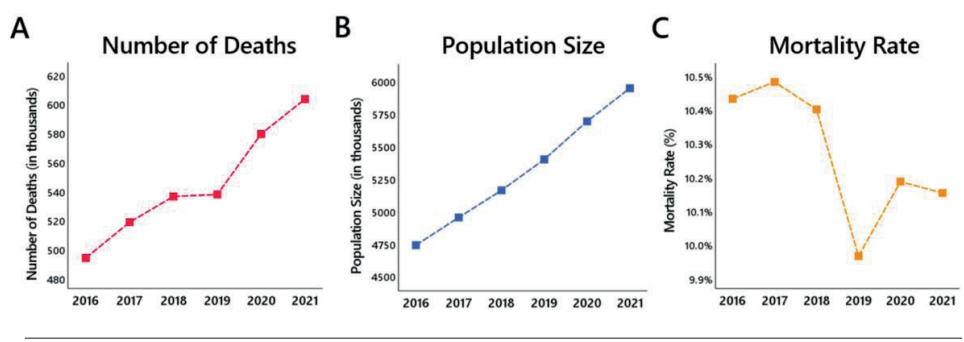 A
Number of Deaths
Number of Deaths (in thousands)
620
600
580
560
540
520
500
480
2016 2017 2018 2019 2020 2021
B
Population Size
Population Size (in thousands)
6000
5750
5500
5250
5000
4750
4500
2016 2017 2018 2019 2020 2021
C
Mortality Rate
Mortality Rate (%)
10.5%
10.4%
10.3%
10.2%
10.1%
10.0%
9.9%
2016 2017 2018 2019 2020 2021